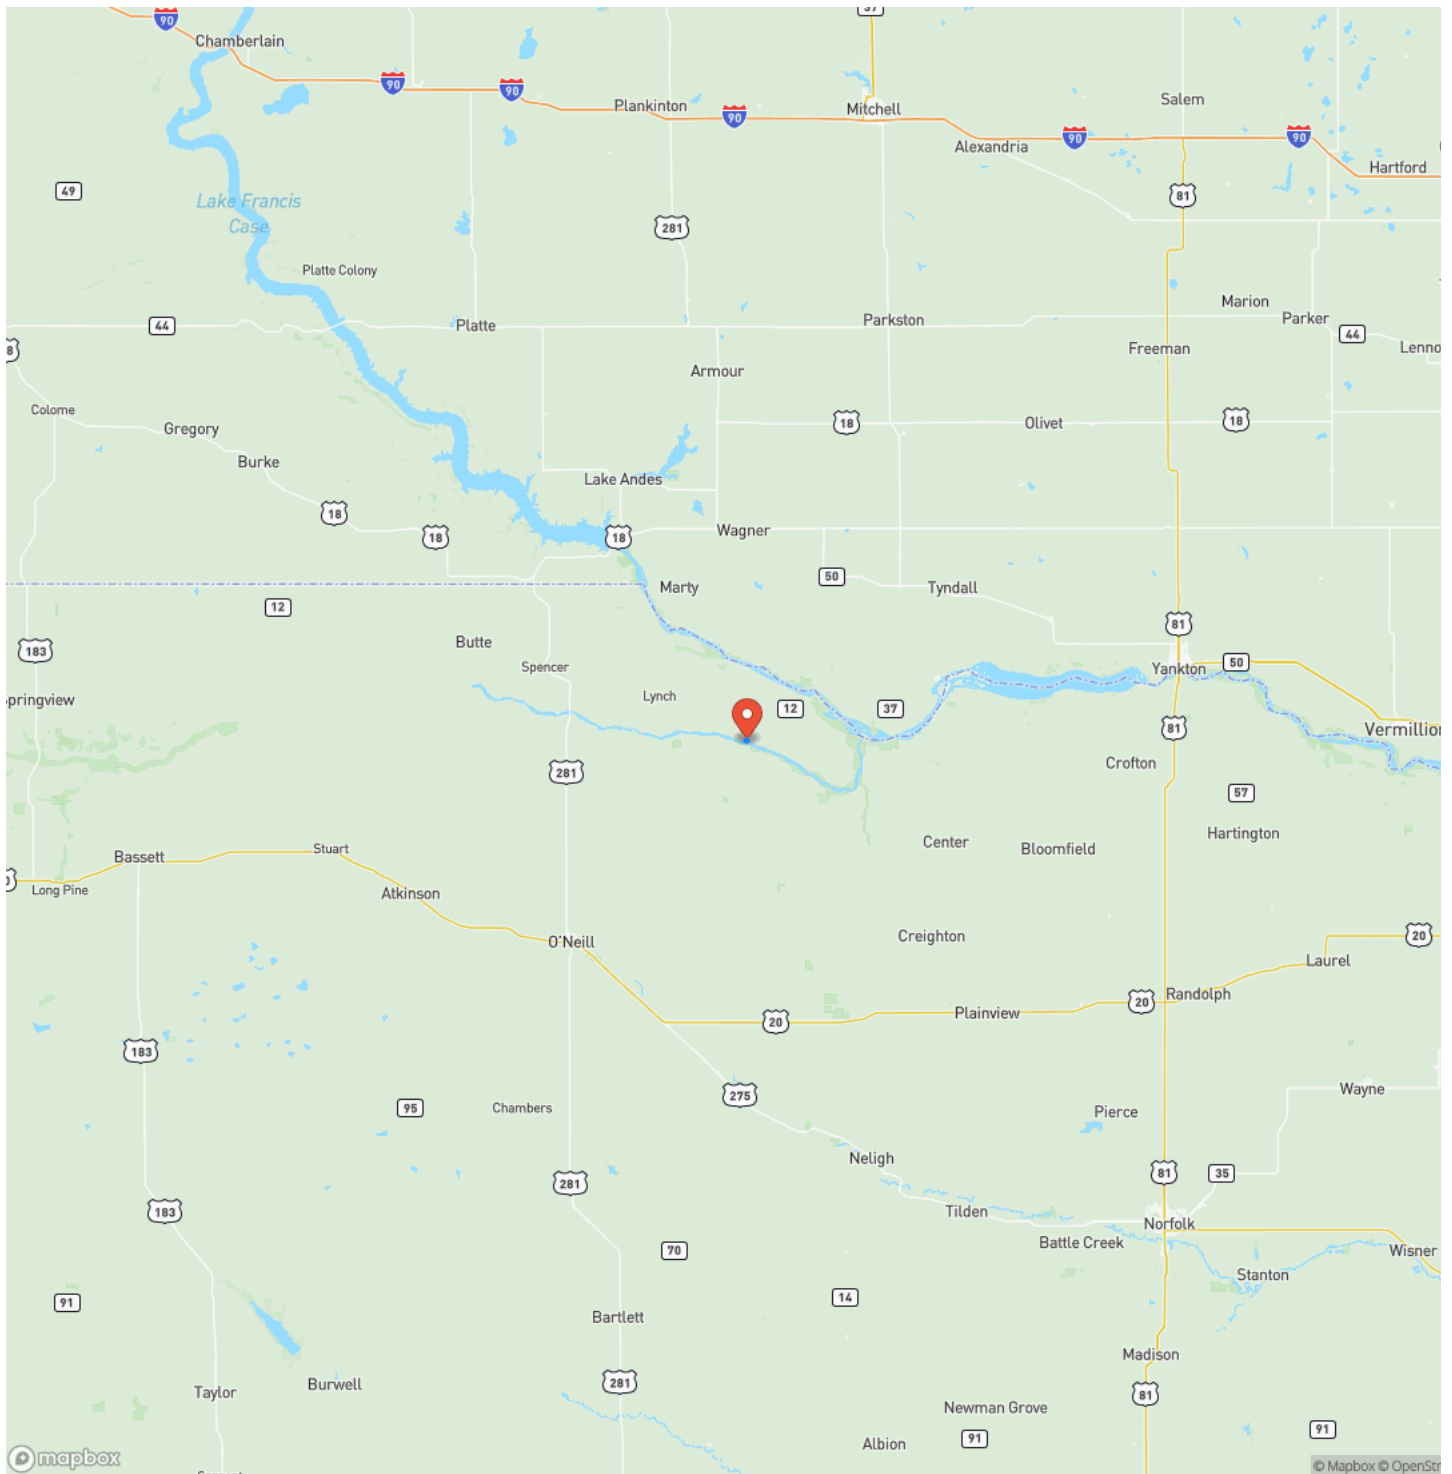 37
90
Chamberlain
90
90
Plankinton
90
Mitchell
Salem
90
90
Alexandria
Hartford
49
81
Lake Francis
Case
281
Platte Colony
Marion
44
Platte
Parkston
Parker
44
8
Freeman
Lenno
Armour
Colome
Gregory
18
Olivet
18
Burke
Lake Andes
18
18
18
Wagner
Marty
50
Tyndall
12
81
183
Butte
Spencer
Yankton
50
Springview
Lynch
12
37
81
Vermillion
Crofton
281
57
Center
Bloomfield
Hartington
Bassett
Stuart
Long Pine
Atkinson
O'Neill
Creighton
20
Laurel
Randolph
20
20
Plainview
183
Wayne
275
95
Chambers
Pierce
Neligh
81
35
281
183
Tilden
Norfolk
70
Battle Creek
Wisner
Stanton
91
14
Bartlett
Madison
Taylor
Burwell
281
81
Newman Grove
Albion
91
91
mapbox
© Mapbox © OpenStr